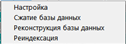 Настройка
Сжатие базы данных
Реконструкция базы данных
Реиндексация